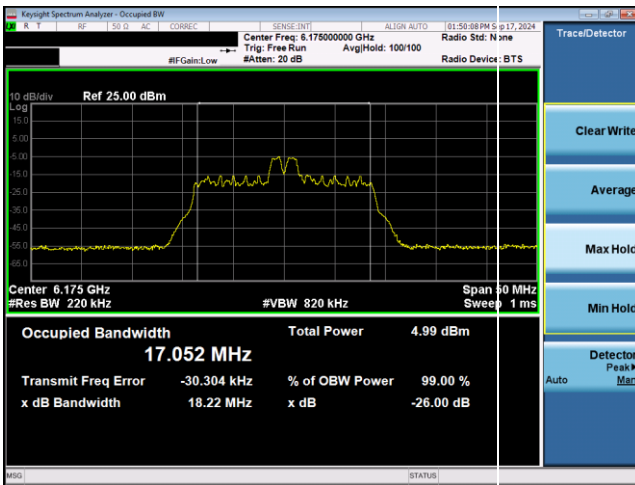 Keysight Spectrum Analyzer - Occupied BW
R T RF 50 Ω AC CORREC SENSE:INT ALIGN AUTO 01:50:08 PM Sep 17, 2024
Center Freq: 6.175000000 GHz Radio Std: None
Trig: Free Run Avg|Hold: 100/100
#IFGain:Low #Atten: 20 dB Radio Device: BTS
Trace/Detector
10 dB/div Ref 25.00 dBm
Log
15.0
5.00
-5.00
-15.0
-25.0
-35.0
-45.0
-55.0
-65.0
Center 6.175 GHz Span 50 MHz
#Res BW 220 kHz #VBW 820 kHz Sweep 1 ms
Occupied Bandwidth Total Power 4.99 dBm
17.052 MHz
Transmit Freq Error -30.304 kHz % of OBW Power 99.00 %
x dB Bandwidth 18.22 MHz x dB -26.00 dB
Clear Write
Average
Max Hold
Min Hold
Detector
Peak
Auto Man
MSG STATUS